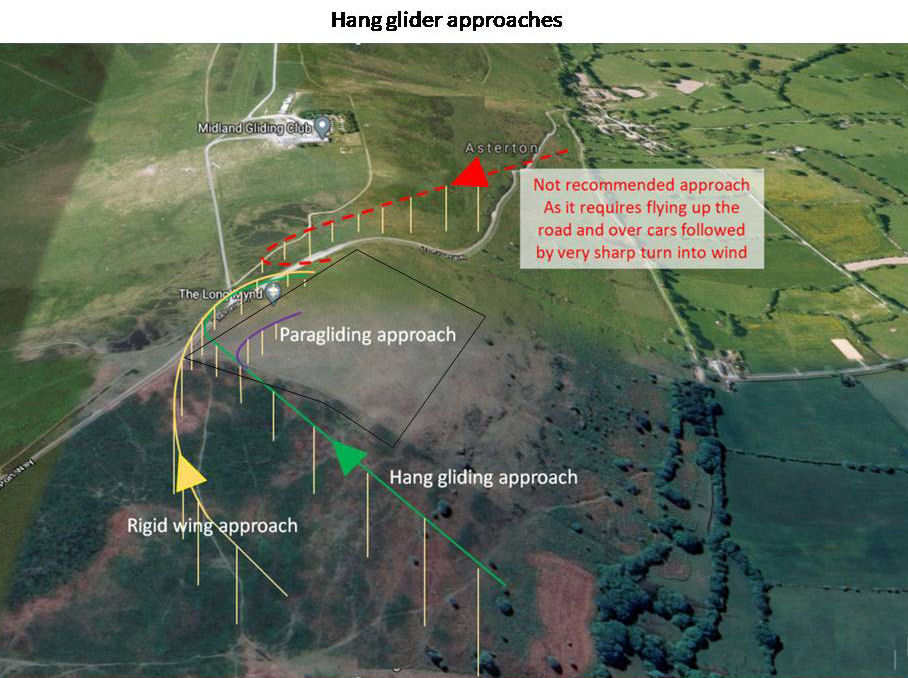 Hang glider approaches
Midland Gliding Club
Asterton
Not recommended approach
As it requires flying up the
road and over cars followed
by very sharp turn into wind
The Long Mynd
Paragliding approach
Hang gliding approach
Rigid wing approach
Way